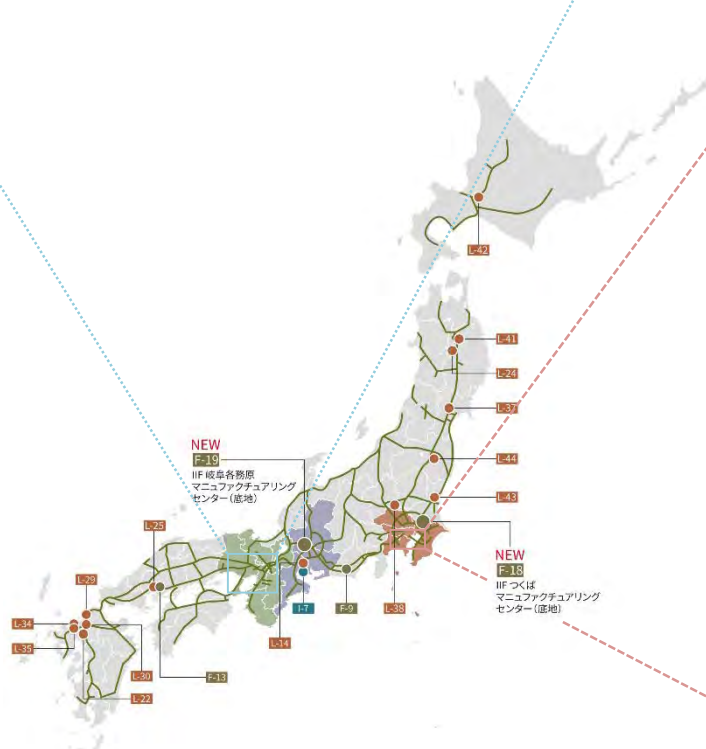 L-42
L-41
L-24
L-37
NEW
F-19
IIF 岐阜各務原
マニュファクチュアリング
センター（底地）
L-44
L-43
L-25
NEW
F-18
IIF つくば
マニュファクチュアリング
センター（底地）
L-29
I-7
F-9
L-38
L-34
L-14
L-35
L-30
F-13
L-22